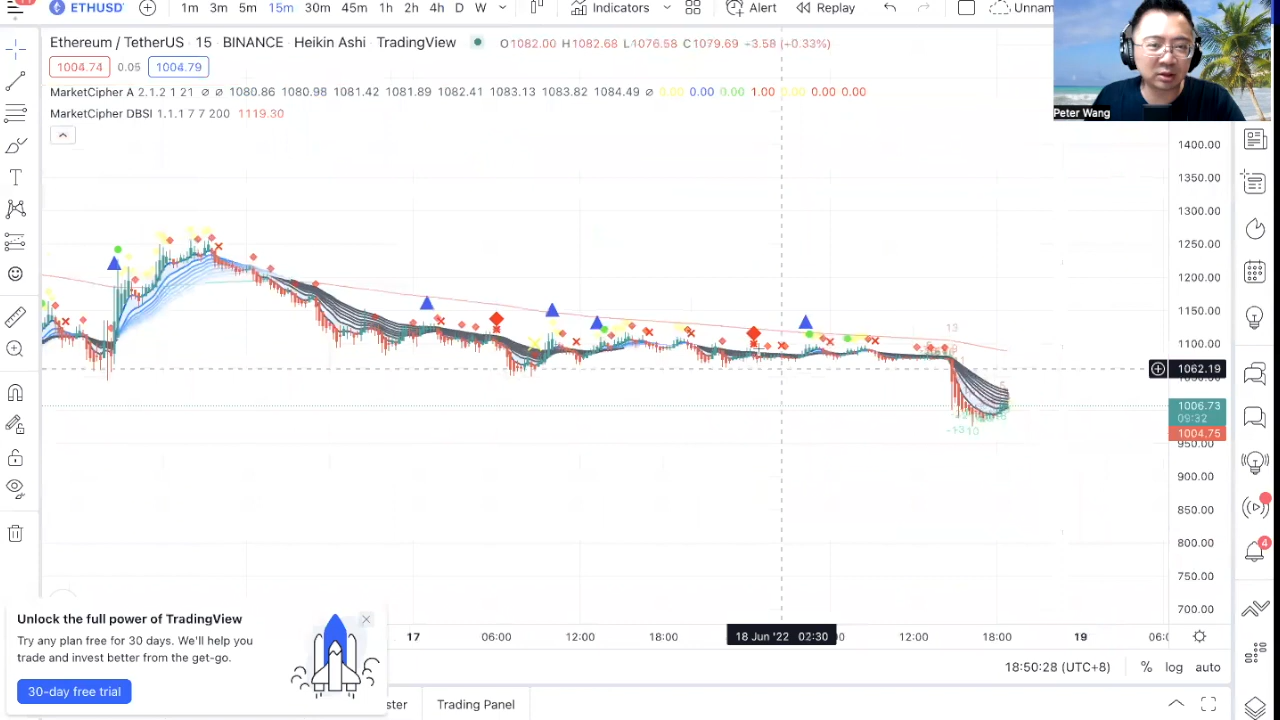 ETHUSD 1m 3m 5m 15m 30m 45m 1h 2h 4h D W Indicators Alert Replay Unnam
Ethereum / TetherUS · 15 · BINANCE · Heikin Ashi · TradingView O1082.00 H1082.68 L1076.58 C1079.69 +3.58 (+0.33%)
1004.74 0.05 1004.79
MarketCipher A 2.1.2 1 21 ∅ ∅ 1080.86 1080.98 1081.42 1081.89 1082.41 1083.13 1083.82 1084.49 ∅ 0.00 0.00 0.00 1.00 0.00 0.00 0.00
MarketCipher DBSI 1.1.1 7 7 200 1119.30
Peter Wang
1400.00
1350.00
1300.00
1250.00
1200.00
1150.00
13
1100.00
1062.19
1006.73
09:32
1004.75
-13 10
950.00
900.00
850.00
800.00
750.00
700.00
4
17 06:00 12:00 18:00 18 Jun '22 02:30 12:00 18:00 19 06:0
18:50:28 (UTC+8) % log auto
Unlock the full power of TradingView
Try any plan free for 30 days. We'll help you
trade and invest better from the get-go.
30-day free trial
ster Trading Panel